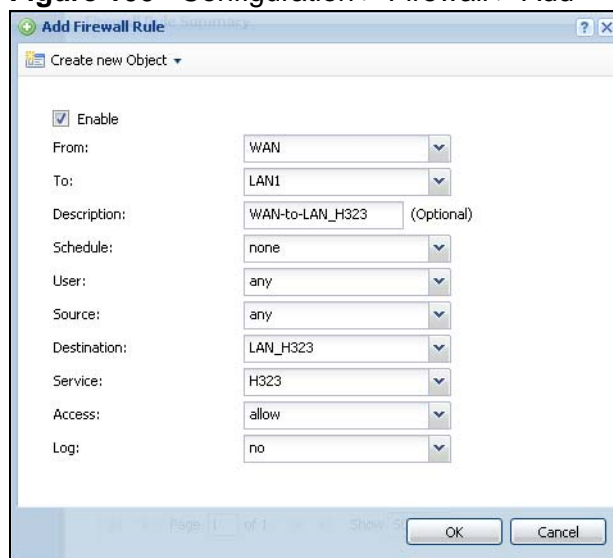 Configuration > Firewall > Add
Add Firewall Rule
Create new Object
Enable
From: WAN
To: LAN1
Description: WAN-to-LAN_H323 (Optional)
Schedule: none
User: any
Source: any
Destination: LAN_H323
Service: H323
Access: allow
Log: no
Page 1 of 1 Show
OK Cancel